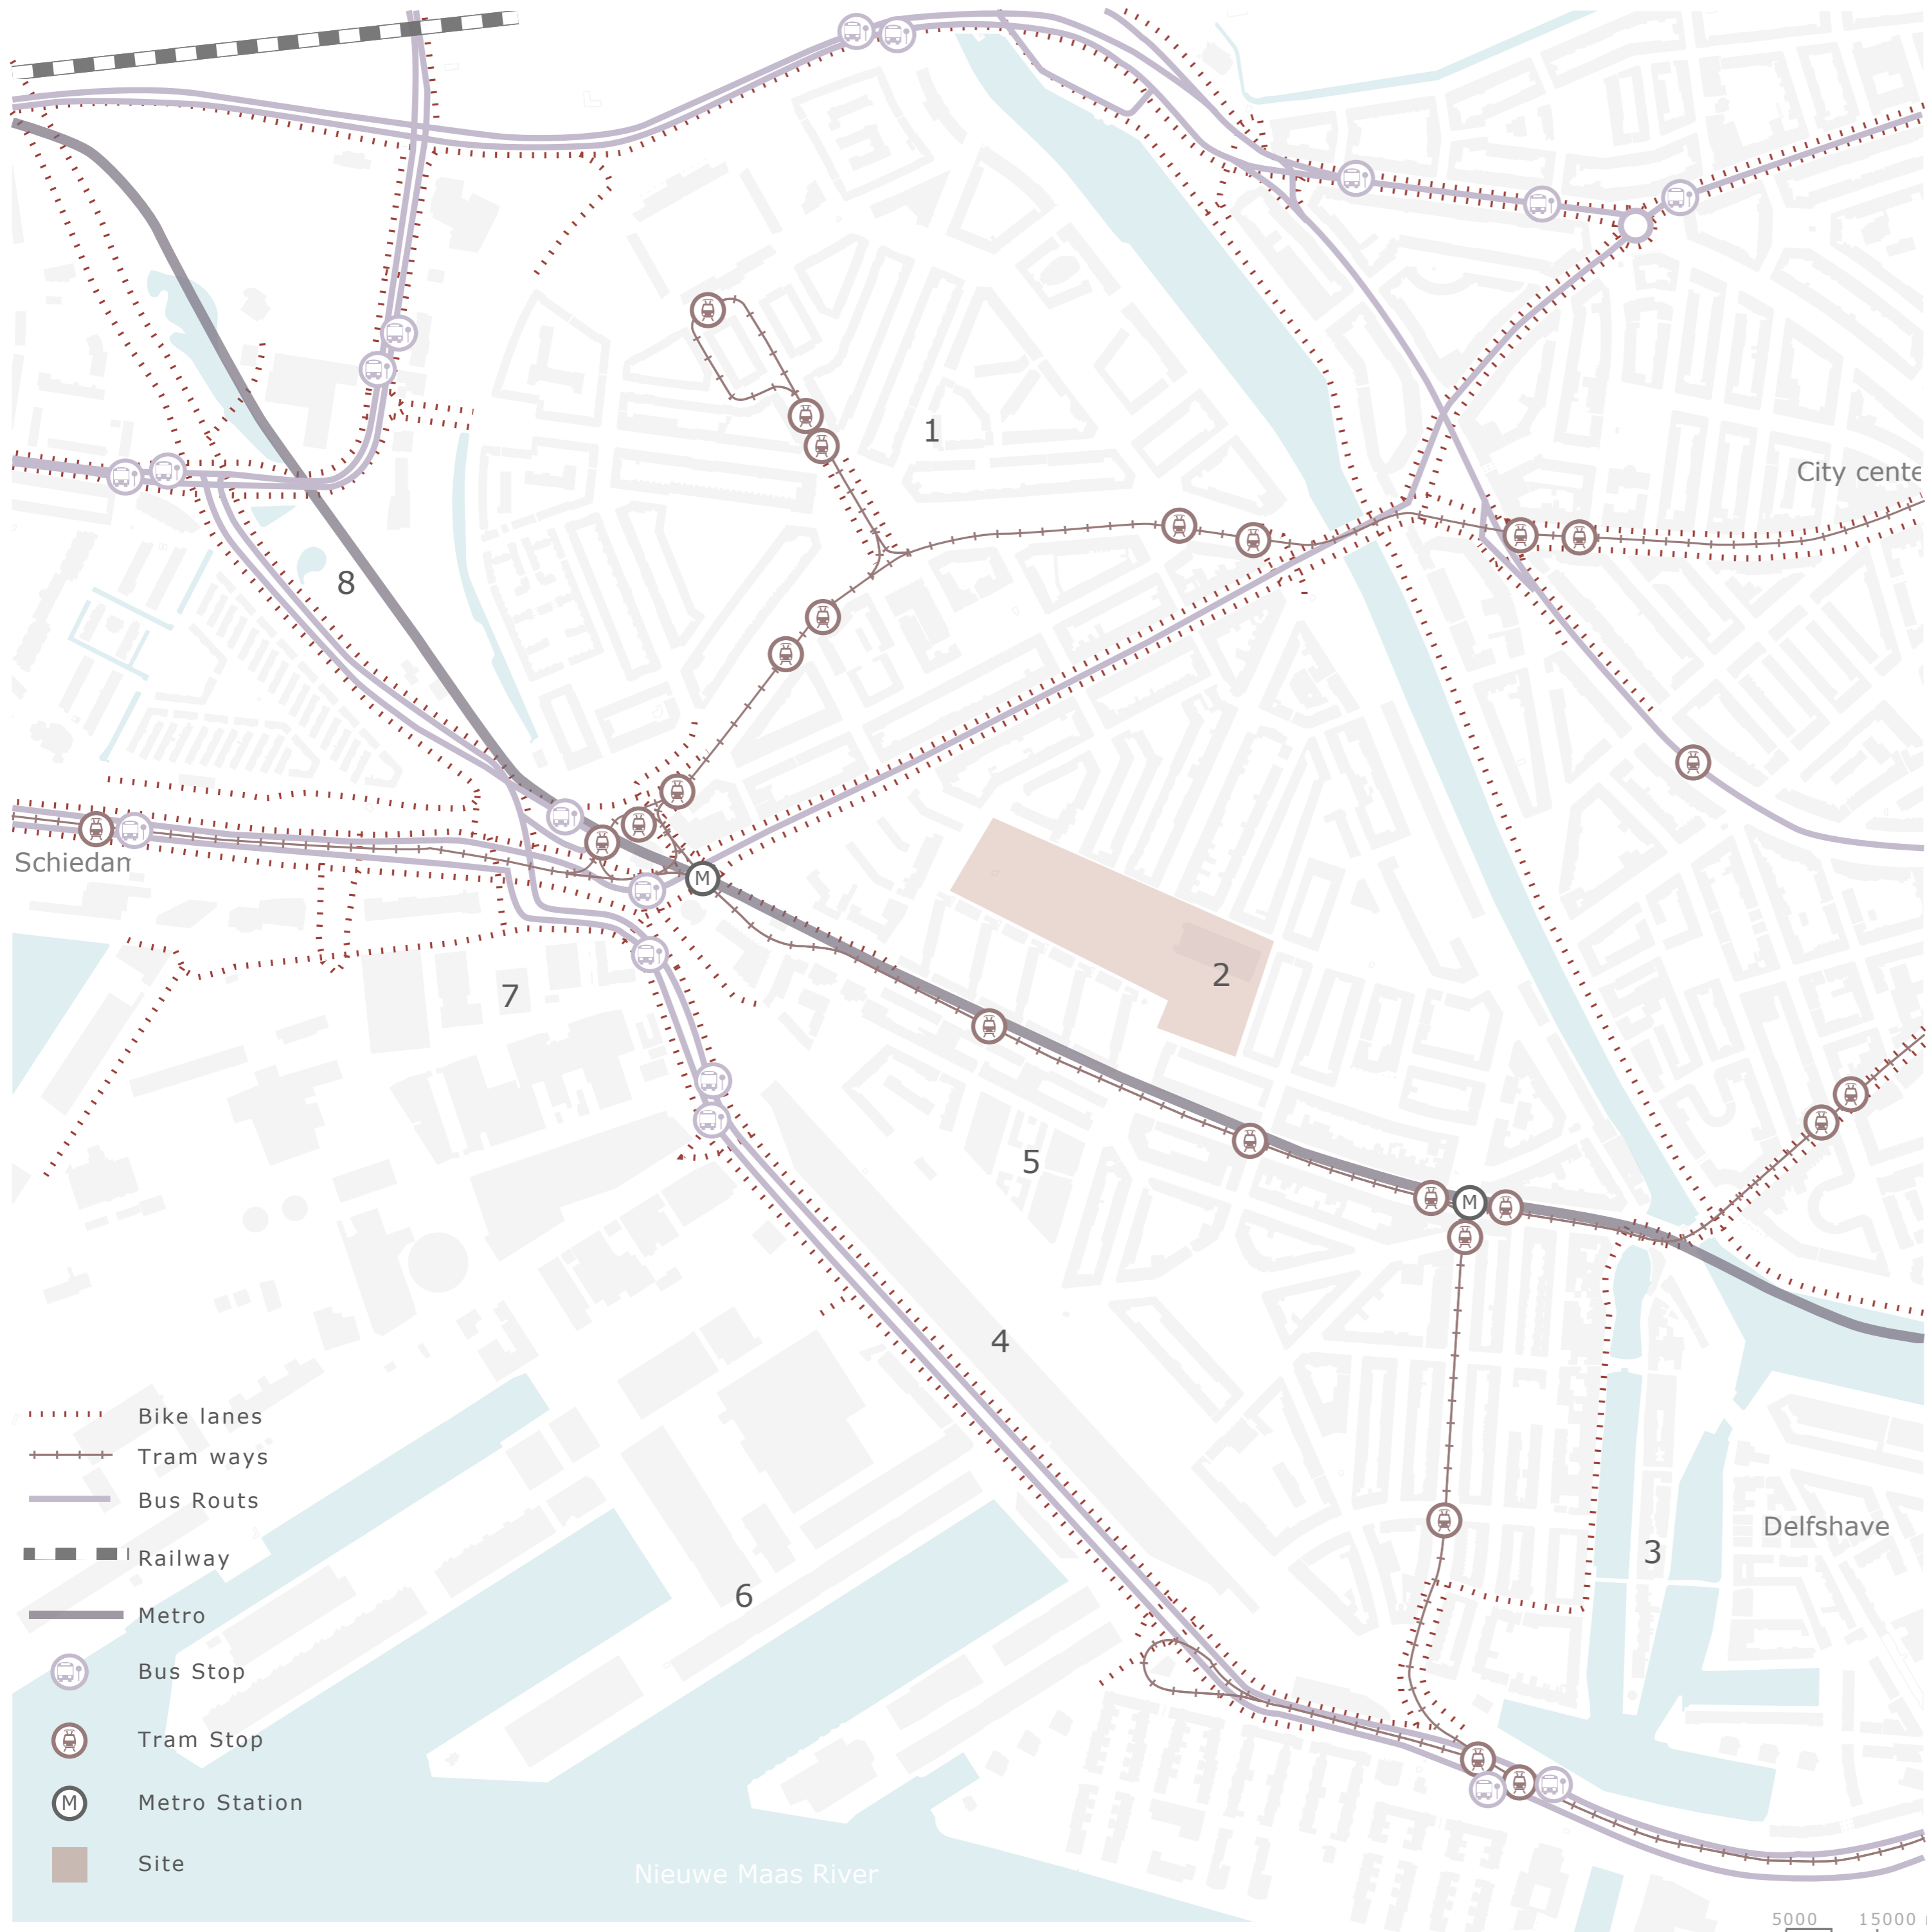 1
City cente
8
M
Schiedam
2
7
5
M
4
Bike lanes
Tram ways
Bus Routs
Railway
Metro
Bus Stop
Tram Stop
M Metro Station
Site
Delfshave
3
6
Nieuwe Maas River
5000 15000